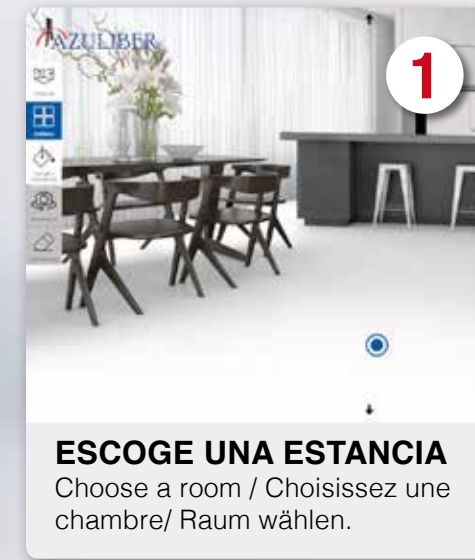 AZULIBER
1
ESCOGE UNA ESTANCIA
Choose a room / Choisissez une
chambre/ Raum wählen.